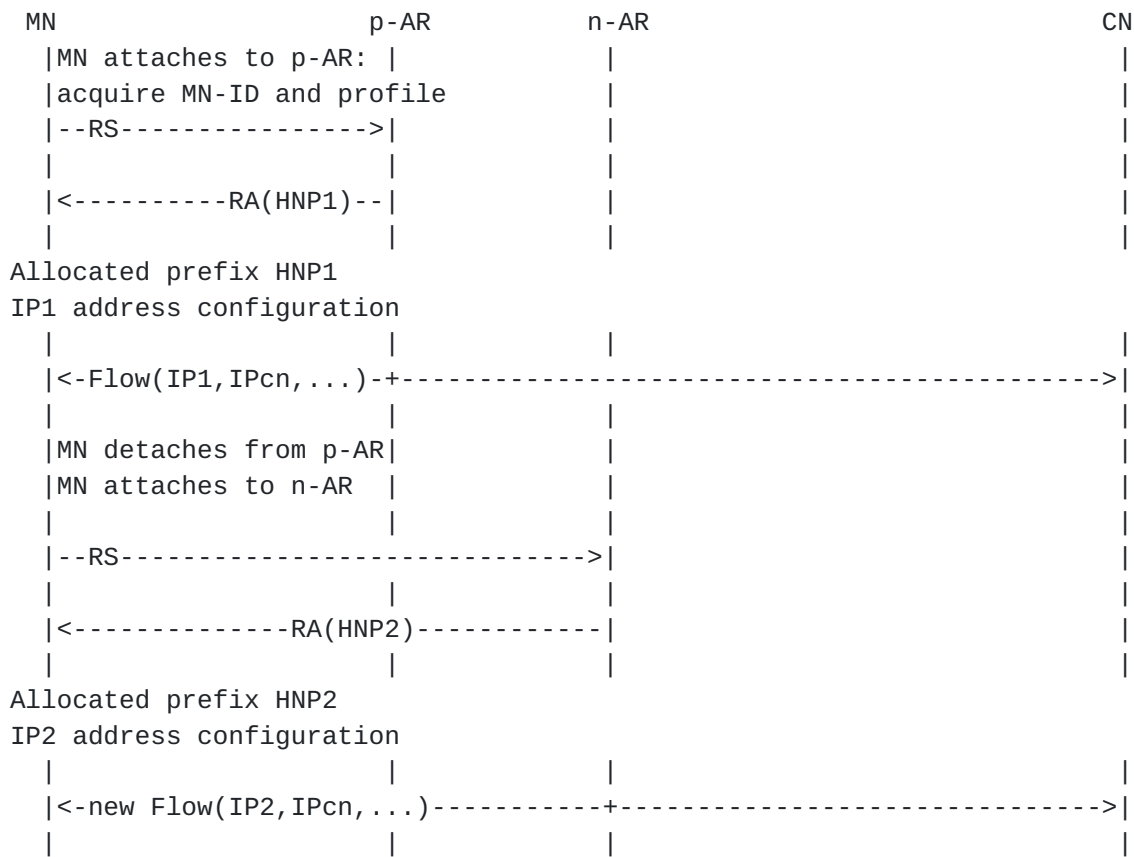 MN                    p-AR          n-AR                             CN
  |MN attaches to p-AR: |             |                                |
  |acquire MN-ID and profile          |                                |
  |--RS---------------->|             |                                |
  |                     |             |                                |
  |<----------RA(HNP1)--|             |                                |
  |                     |             |                                |
Allocated prefix HNP1
IP1 address configuration
  |                     |             |                                |
  |<-Flow(IP1,IPcn,...)-+--------------------------------------------->|
  |                     |             |                                |
  |MN detaches from p-AR|             |                                |
  |MN attaches to n-AR  |             |                                |
  |                     |             |                                |
  |--RS------------------------------>|                                |
  |                     |             |                                |
  |<--------------RA(HNP2)------------|                                |
  |                     |             |                                |
Allocated prefix HNP2
IP2 address configuration
  |                     |             |                                |
  |<-new Flow(IP2,IPcn,...)-----------+------------------------------->|
  |                     |             |                                |